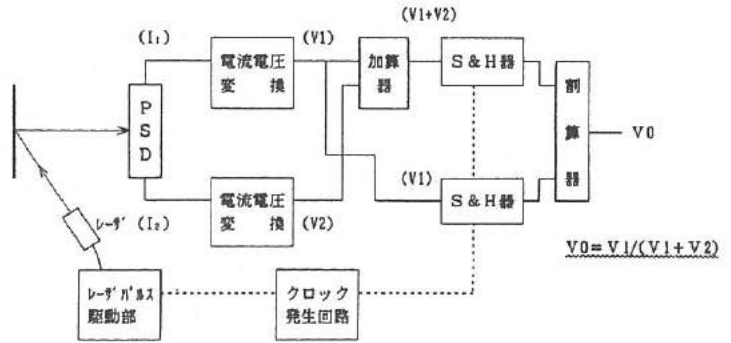 (V1+V2)
(I₁)
電流電圧
変　換
(V1)
加算
器
S&H器
P
S
D
割
算
器
V0
(V1)
電流電圧
変　換
S&H器
レーザ
(I₂)
(V2)
V0=V1/(V1+V2)
レーザパルス
駆動部
クロック
発生回路